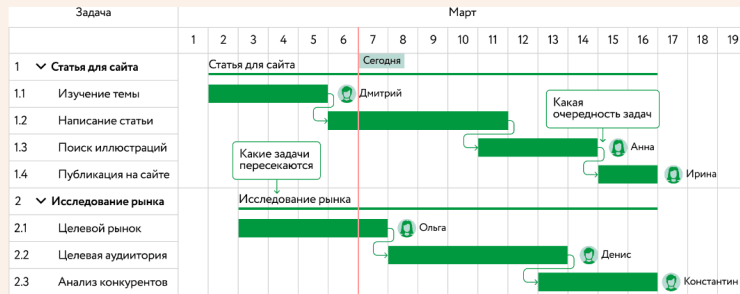 Задача
Март
1 2 3 4 5 6 7 8 9 10 11 12 13 14 15 16 17 18 19
1 Статья для сайта
Статья для сайта
Сегодня
1.1 Изучение темы
Дмитрий
1.2 Написание статьи
Какая
очередность задач
1.3 Поиск иллюстраций
Анна
Какие задачи
пересекаются
1.4 Публикация на сайте
Ирина
2 Исследование рынка
Исследование рынка
2.1 Целевой рынок
Ольга
2.2 Целевая аудиитория
Денис
2.3 Анализ конкурентов
Константин